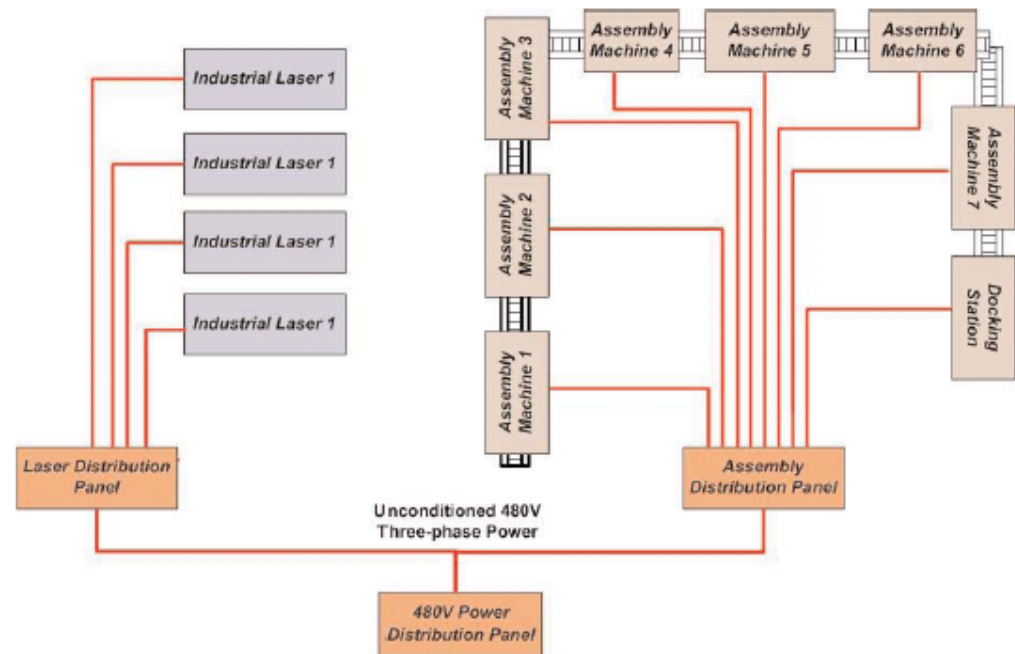 Industrial Laser 1
Industrial Laser 1
Industrial Laser 1
Industrial Laser 1
Laser Distribution
Panel
Assembly
Machine 3
Assembly
Machine 2
Assembly
Machine 1
Assembly
Machine 4
Assembly
Machine 5
Assembly
Machine 6
Assembly
Machine 7
Docking
Station
Assembly
Distribution Panel
Unconditioned 480V
Three-phase Power
480V Power
Distribution Panel